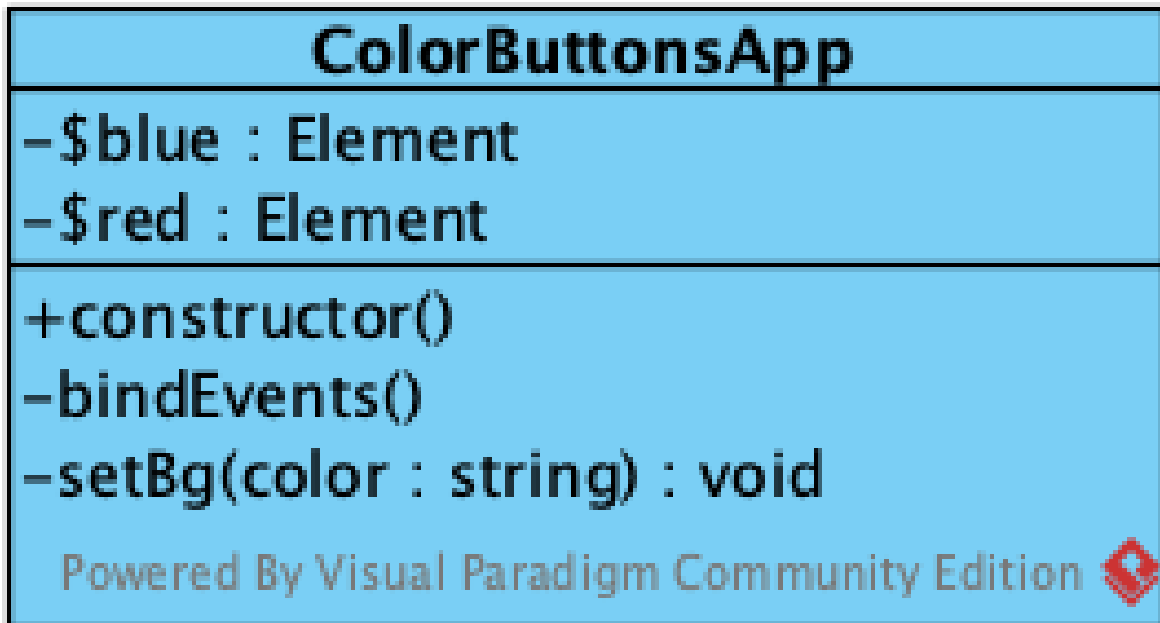 ColorButtonsApp
-$blue : Element
-$red : Element
+constructor()
-bindEvents()
-setBg(color : string) : void
Powered By Visual Paradigm Community Edition